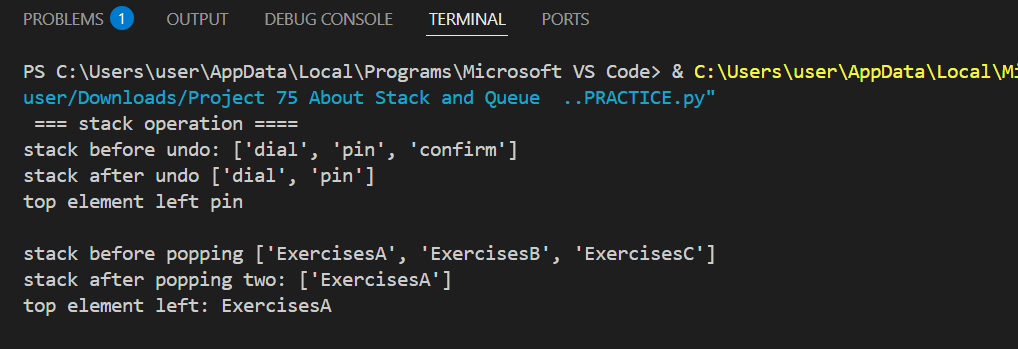 PROBLEMS 1 OUTPUT DEBUG CONSOLE TERMINAL PORTS
PS C:\Users\user\AppData\Local\Programs\Microsoft VS Code> & C:\Users\user\AppData\Local\Mi
user/Downloads/Project 75 About Stack and Queue  ..PRACTICE.py"
 === stack operation ====
stack before undo: ['dial', 'pin', 'confirm']
stack after undo ['dial', 'pin']
top element left pin
stack before popping ['ExercisesA', 'ExercisesB', 'ExercisesC']
stack after popping two: ['ExercisesA']
top element left: ExercisesA